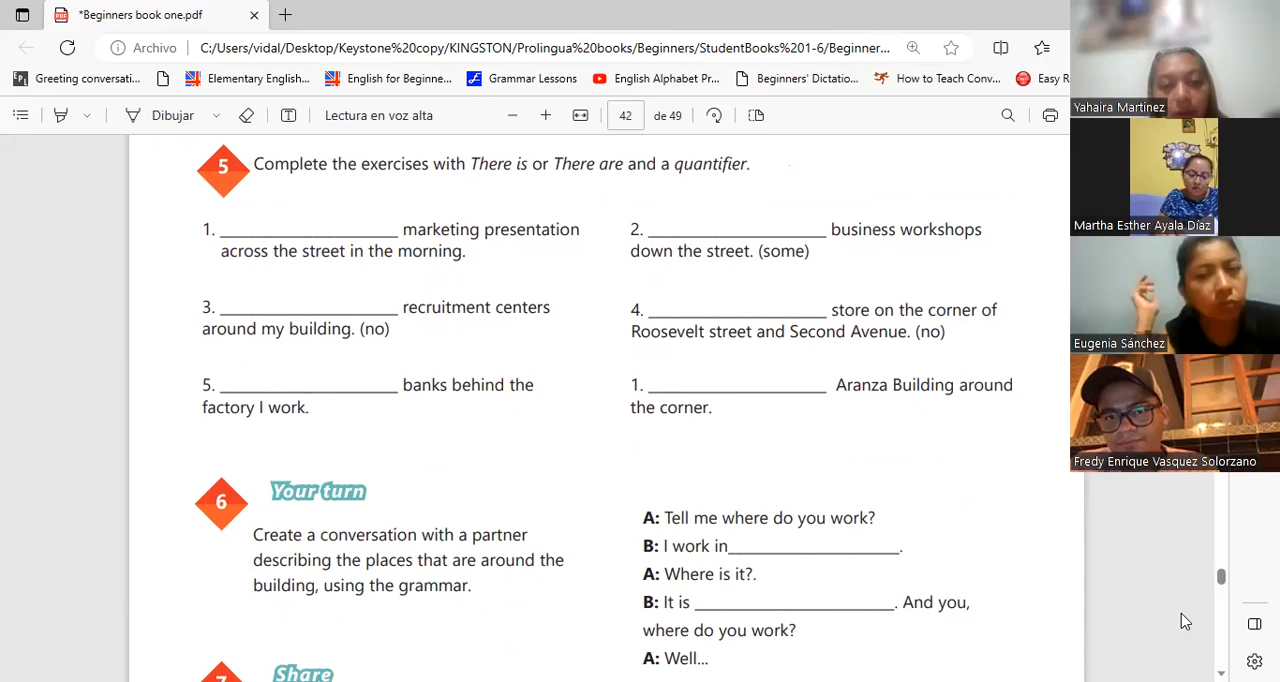 *Beginners book one.pdf
Archivo
C:/Users/vidal/Desktop/Keystone%20copy/KINGSTON/Prolingua%20books/Beginners/StudentBooks%201-6/Beginner...
Greeting conversati...
Elementary English...
English for Beginne...
Grammar Lessons
English Alphabet Pr...
Beginners' Dictatio...
How to Teach Conv...
Easy R
Dibujar
Lectura en voz alta
42 de 49
5 Complete the exercises with There is or There are and a quantifier.
1. ____________________ marketing presentation
across the street in the morning.
2. ____________________ business workshops
down the street. (some)
3. ____________________ recruitment centers
around my building. (no)
4. ____________________ store on the corner of
Roosevelt street and Second Avenue. (no)
5. ____________________ banks behind the
factory I work.
1. ____________________ Aranza Building around
the corner.
6 Your turn
Create a conversation with a partner
describing the places that are around the
building, using the grammar.
A: Tell me where do you work?
B: I work in____________________.
A: Where is it?.
B: It is _______________________. And you,
where do you work?
A: Well...
7 Share
Yahaira Martinez
Martha Esther Ayala Díaz
Eugenia Sánchez
Fredy Enrique Vasquez Solorzano